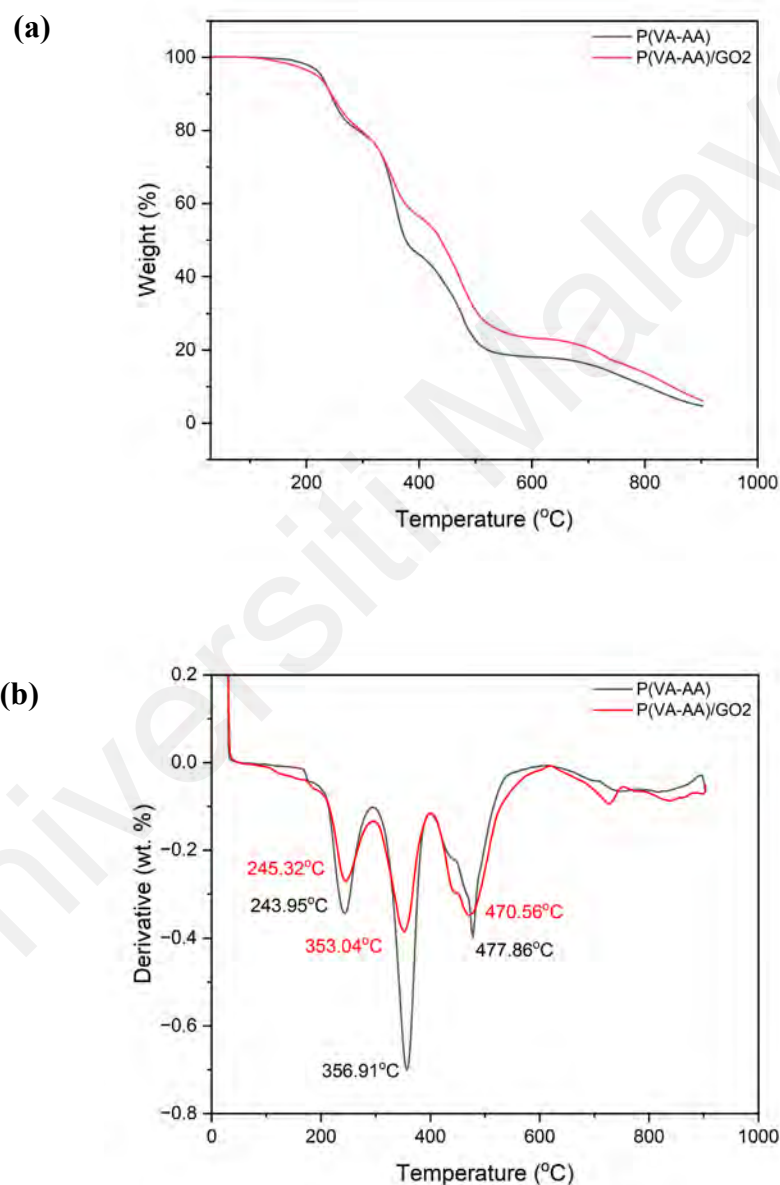 (a)
P(VA-AA)
P(VA-AA)/GO2
100
80
60
40
20
0
Weight (%)
200
400
600
800
1000
Temperature (°C)
(b)
P(VA-AA)
P(VA-AA)/GO2
0.2
0.0
−0.2
−0.4
−0.6
−0.8
Derivative (wt. %)
245.32°C
243.95°C
353.04°C
356.91°C
470.56°C
477.86°C
0
200
400
600
800
1000
Temperature (°C)